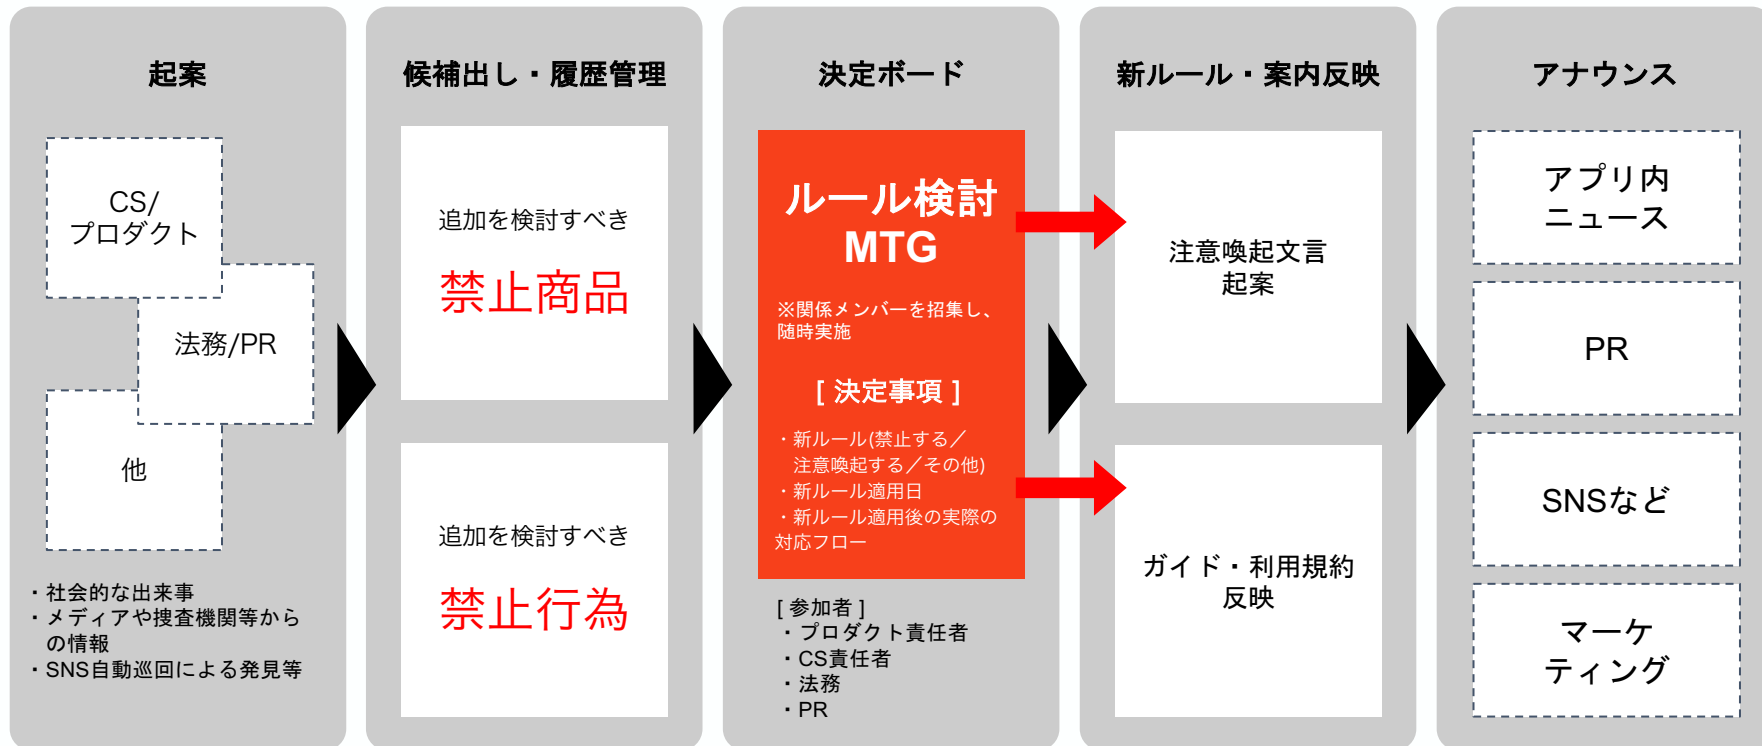 起案
CS/
プロダクト
法務/PR
他
・社会的な出来事
・メディアや捜査機関等から
の情報
・SNS自動巡回による発見等
候補出し・履歴管理
追加を検討すべき
禁止商品
追加を検討すべき
禁止行為
決定ボード
ルール検討
MTG
※関係メンバーを招集し、
随時実施
[ 決定事項 ]
・新ルール(禁止する／
注意喚起する／その他)
・新ルール適用日
・新ルール適用後の実際の
対応フロー
[ 参加者 ]
・プロダクト責任者
・CS責任者
・法務
・PR
新ルール・案内反映
注意喚起文言
起案
ガイド・利用規約
反映
アナウンス
アプリ内
ニュース
PR
SNSなど
マーケ
ティング